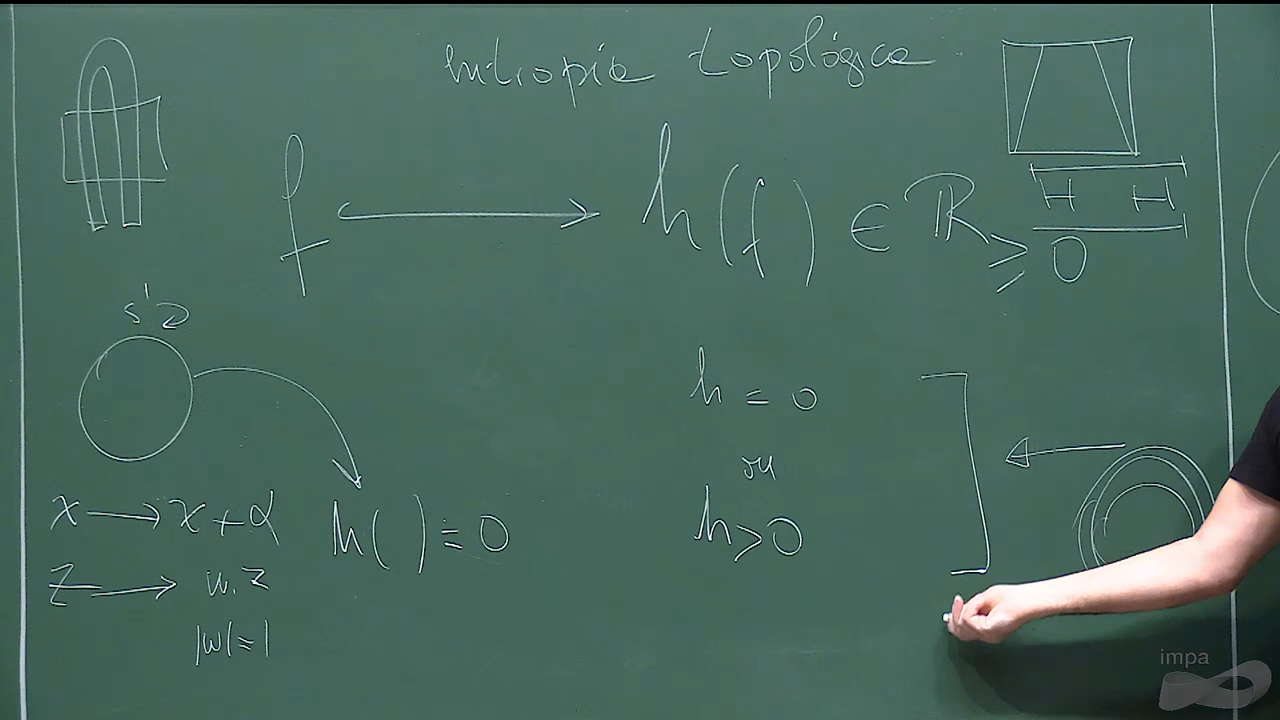 Entropia topológica
f ⟶ h(f) ∈ ℝ≥0
S¹
h = 0
ou
h > 0
x ⟶ x + α
h( ) = 0
z ⟶ w.z
|w| = 1
impa